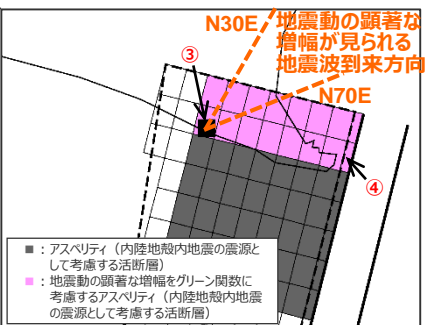 N30E
地震動の顕著な
増幅が見られる
地震波到来方向
③
N70E
④
■：アスペリティ（内陸地殻内地震の震源と
して考慮する活断層）
■：地震動の顕著な増幅をグリーン関数に
考慮するアスペリティ（内陸地殻内地震
の震源として考慮する活断層）